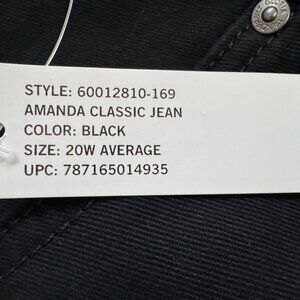 STYLE: 60012810-169
AMANDA CLASSIC JEAN
COLOR: BLACK
SIZE: 20W AVERAGE
UPC: 787165014935